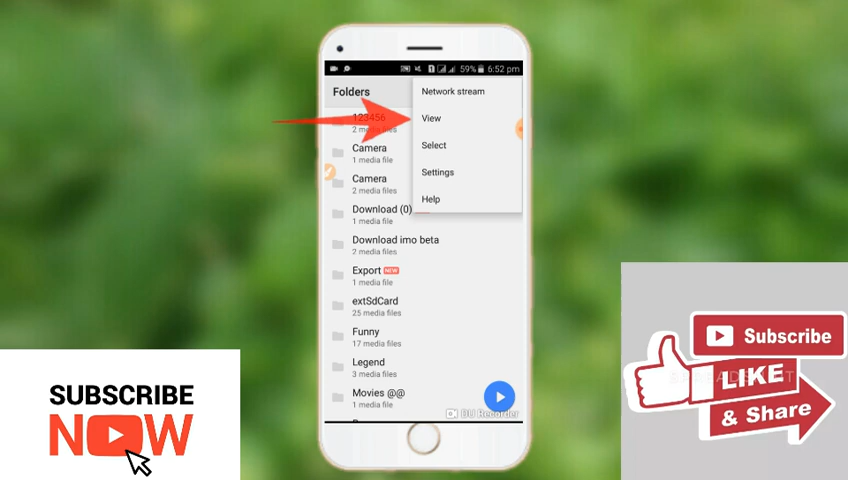 59% 6:52 pm
Folders
Network stream
View
Select
Settings
Help
123456
2 media files
Camera
1 media file
Camera
2 media files
Download (0)
1 media file
Download imo beta
2 media files
Export NEW
1 media file
extSdCard
25 media files
Funny
17 media files
Legend
3 media files
Movies @@
1 media file
DU Recorder
SUBSCRIBE
NOW
Subscribe
LIKE
& Share